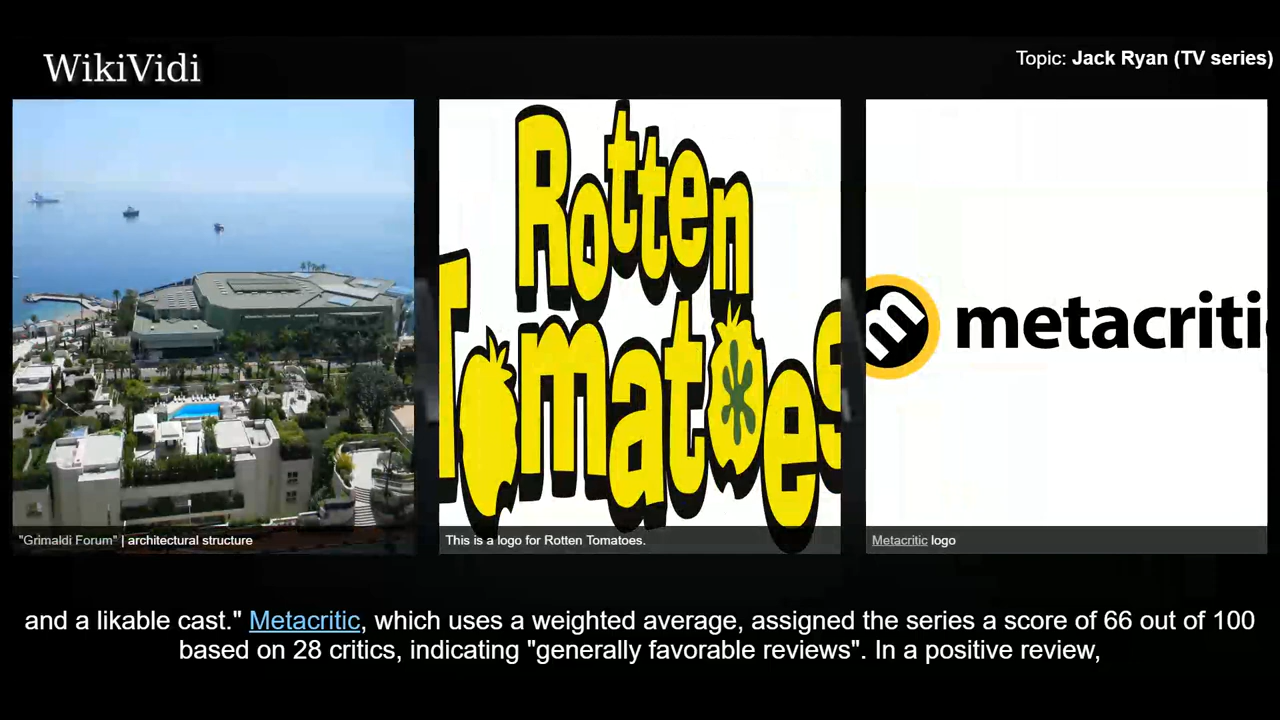 WikiVidi
Topic: Jack Ryan (TV series)
Rotten
Tomatoes
metacriti
"Grimaldi Forum" | architectural structure
This is a logo for Rotten Tomatoes.
Metacritic logo
and a likable cast." Metacritic, which uses a weighted average, assigned the series a score of 66 out of 100
based on 28 critics, indicating "generally favorable reviews". In a positive review,